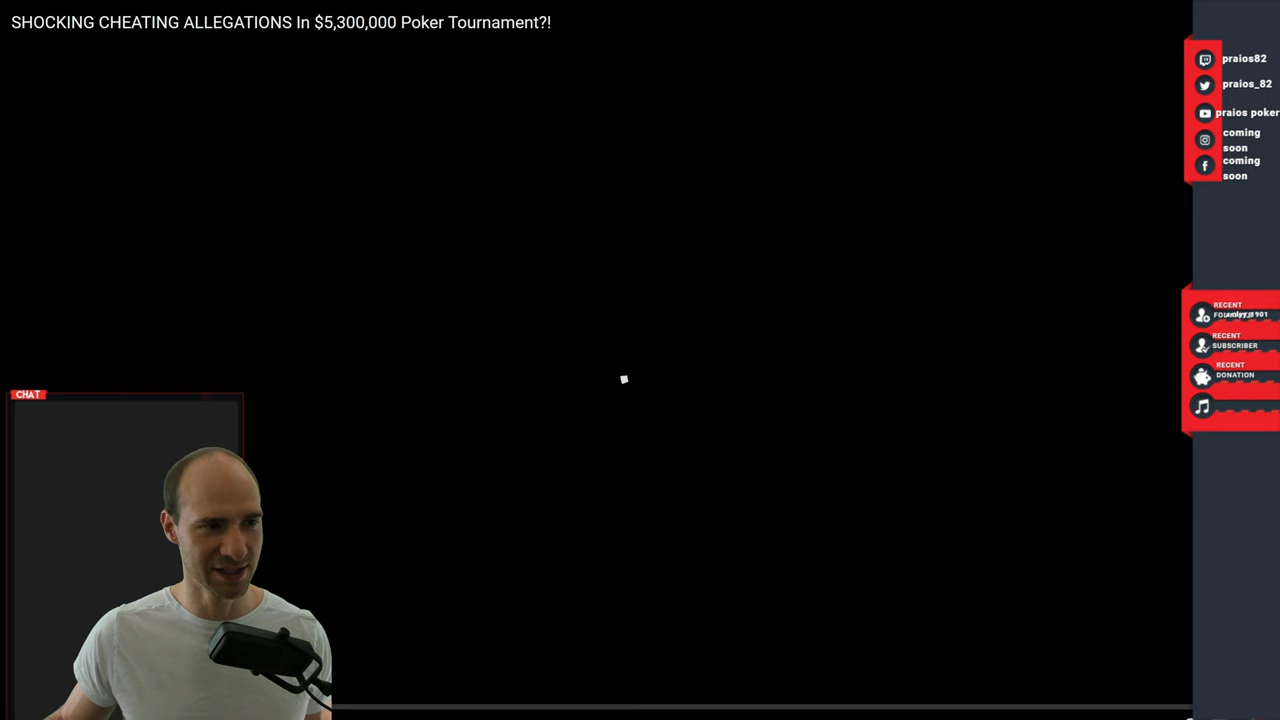 SHOCKING CHEATING ALLEGATIONS In $5,300,000 Poker Tournament?!
praios82
praios_82
praios poker
coming
soon
coming
soon
RECENT
RECENT
SUBSCRIBER
RECENT
DONATION
CHAT